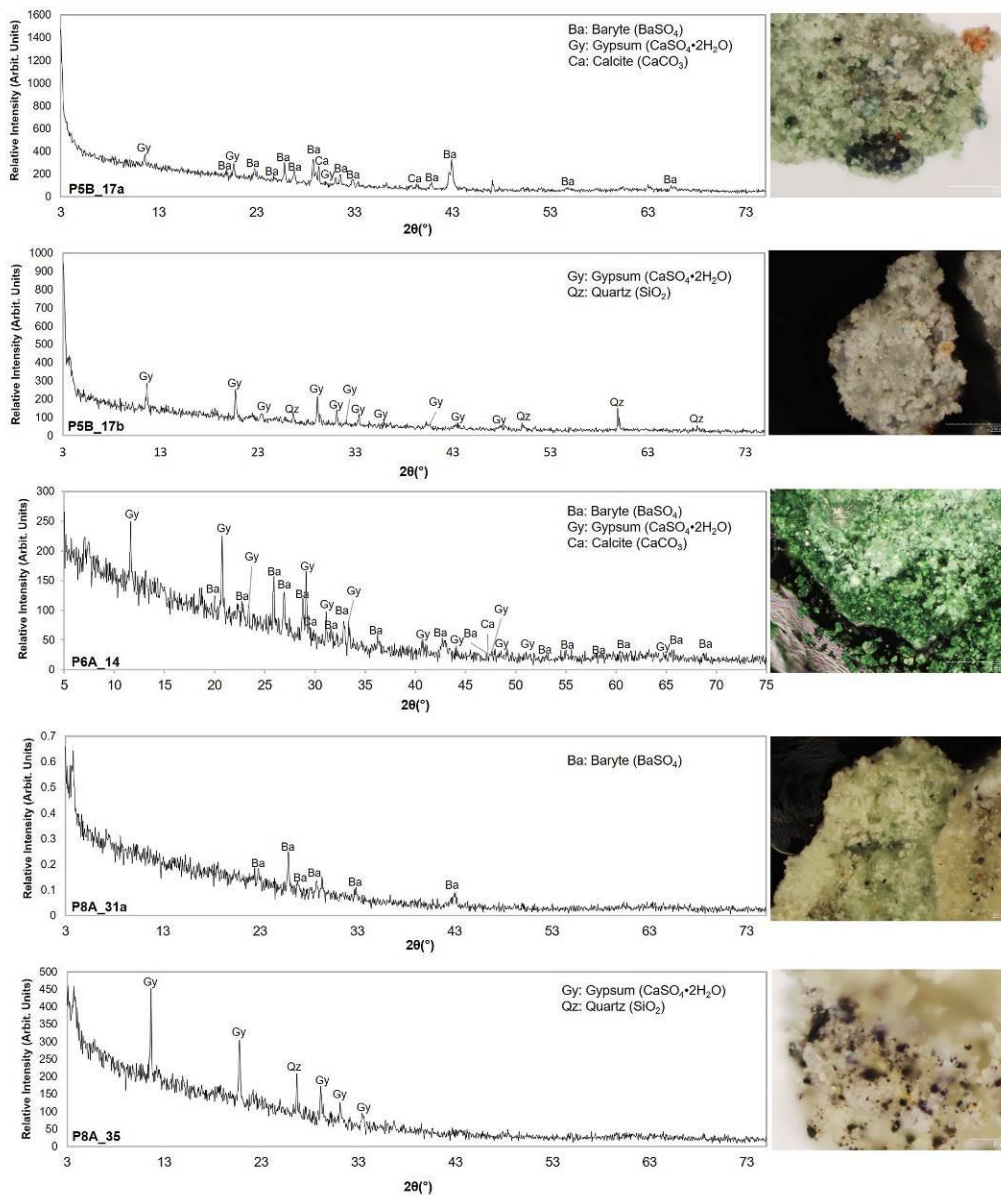 Relative Intensity (Arbit. Units)
1600
1400
1200
1000
800
600
400
200
0
Ba: Baryte (BaSO₄)
Gy: Gypsum (CaSO₄•2H₂O)
Ca: Calcite (CaCO₃)
Gy Ba Gy Ba Ba Ba Ba Ba Ca Gy Ba Ba Ca Ba Ba Ba Ba
P5B_17a
3 13 23 33 43 53 63 73
2θ(°)
Relative Intensity (Arbit. Units)
1000
900
800
700
600
500
400
300
200
100
0
Gy: Gypsum (CaSO₄•2H₂O)
Qz: Quartz (SiO₂)
Gy Gy Gy Qz Gy Gy Gy Gy Gy Gy Gy Gy Qz Qz Qz
P5B_17b
3 13 23 33 43 53 63 73
2θ(°)
Relative Intensity (Arbit. Units)
300
250
200
150
100
50
0
Ba: Baryte (BaSO₄)
Gy: Gypsum (CaSO₄•2H₂O)
Ca: Calcite (CaCO₃)
Gy Ba Gy Ba Gy Ba Ba Ba Gy Ca Gy Ba Ba Gy Ba Gy Ba Gy Ba Ca Gy Gy Gy Ba Ba Ba Ba Gy Ba Ba
P6A_14
5 10 15 20 25 30 35 40 45 50 55 60 65 70 75
2θ(°)
Relative Intensity (Arbit. Units)
0.7
0.6
0.5
0.4
0.3
0.2
0.1
0
Ba: Baryte (BaSO₄)
Ba Ba Ba Ba Ba Ba
P8A_31a
3 13 23 33 43 53 63 73
2θ(°)
Relative Intensity (Arbit. Units)
500
450
400
350
300
250
200
150
100
50
0
Gy: Gypsum (CaSO₄•2H₂O)
Qz: Quartz (SiO₂)
Gy Gy Qz Gy Gy Gy
P8A_35
3 13 23 33 43 53 63 73
2θ(°)